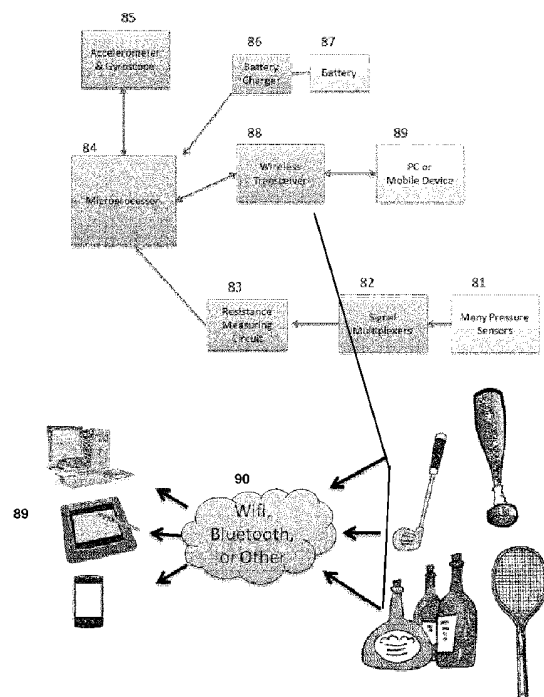 85
Accelerometer
& Gyroscope
86
Battery
Charger
87
Battery
84
Microprocessor
88
Wireless
Transceiver
89
PC or
Mobile Device
83
Resistance
Measuring
Circuit
82
Signal
Multiplexers
81
Many Pressure
Sensors
89
90
Wifi,
Bluetooth,
or Other